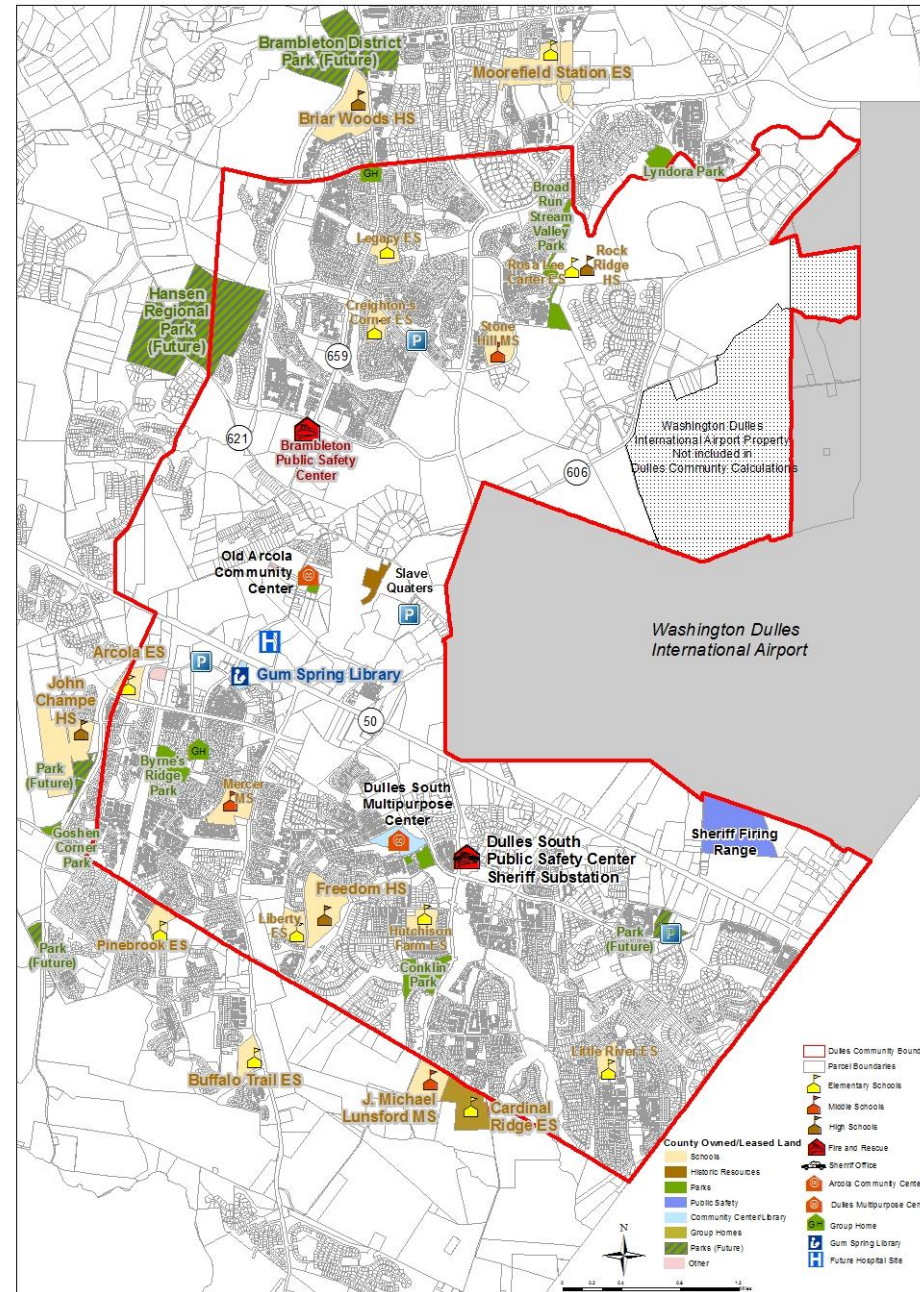 Brambleton District
Park (Future)
Moorefield Station ES
Briar Woods HS
GH
Lyndora Park
Broad
Run
Stream
Valley
Park
Legacy ES
Rock
Ridge
HS
Rosa Lee
Carter ES
Hansen
Regional
Park
(Future)
Creighton's
Corner ES
659
P
Stone
Hill MS
621
Brambleton
Public Safety
Center
Washington Dulles
International Airport Property
Not included in
Dulles Community Calculations
606
Old Arcola
Community
Center
CC
Slave
Quaters
P
Washington Dulles
International Airport
H
Arcola ES
P
Gum Spring Library
John
Champe
HS
50
Park
(Future)
Byrne's
Ridge
Park
GH
Mercer
MS
Dulles South
Multipurpose
Center
CC
Sheriff Firing
Range
Goshen
Corner
Park
Dulles South
Public Safety Center
Sheriff Substation
Freedom HS
Liberty
ES
Hutchison
Farm ES
Park
(Future)
P
Pinebrook ES
Park
(Future)
Conklin
Park
Buffalo Trail ES
Little River ES
J. Michael
Lunsford MS
Cardinal
Ridge ES
County Owned/Leased Land
Schools
Historic Resources
Parks
Public Safety
Community Center/Library
Group Homes
Parks (Future)
Other
Dulles Community Bound
Parcel Boundaries
Elementary Schools
Middle Schools
High Schools
Fire and Rescue
Sherrif Office
CC Arcola Community Cente
CC Dulles Multipurpose Cen
GH Group Home
Gum Spring Library
H Future Hospital Site
N